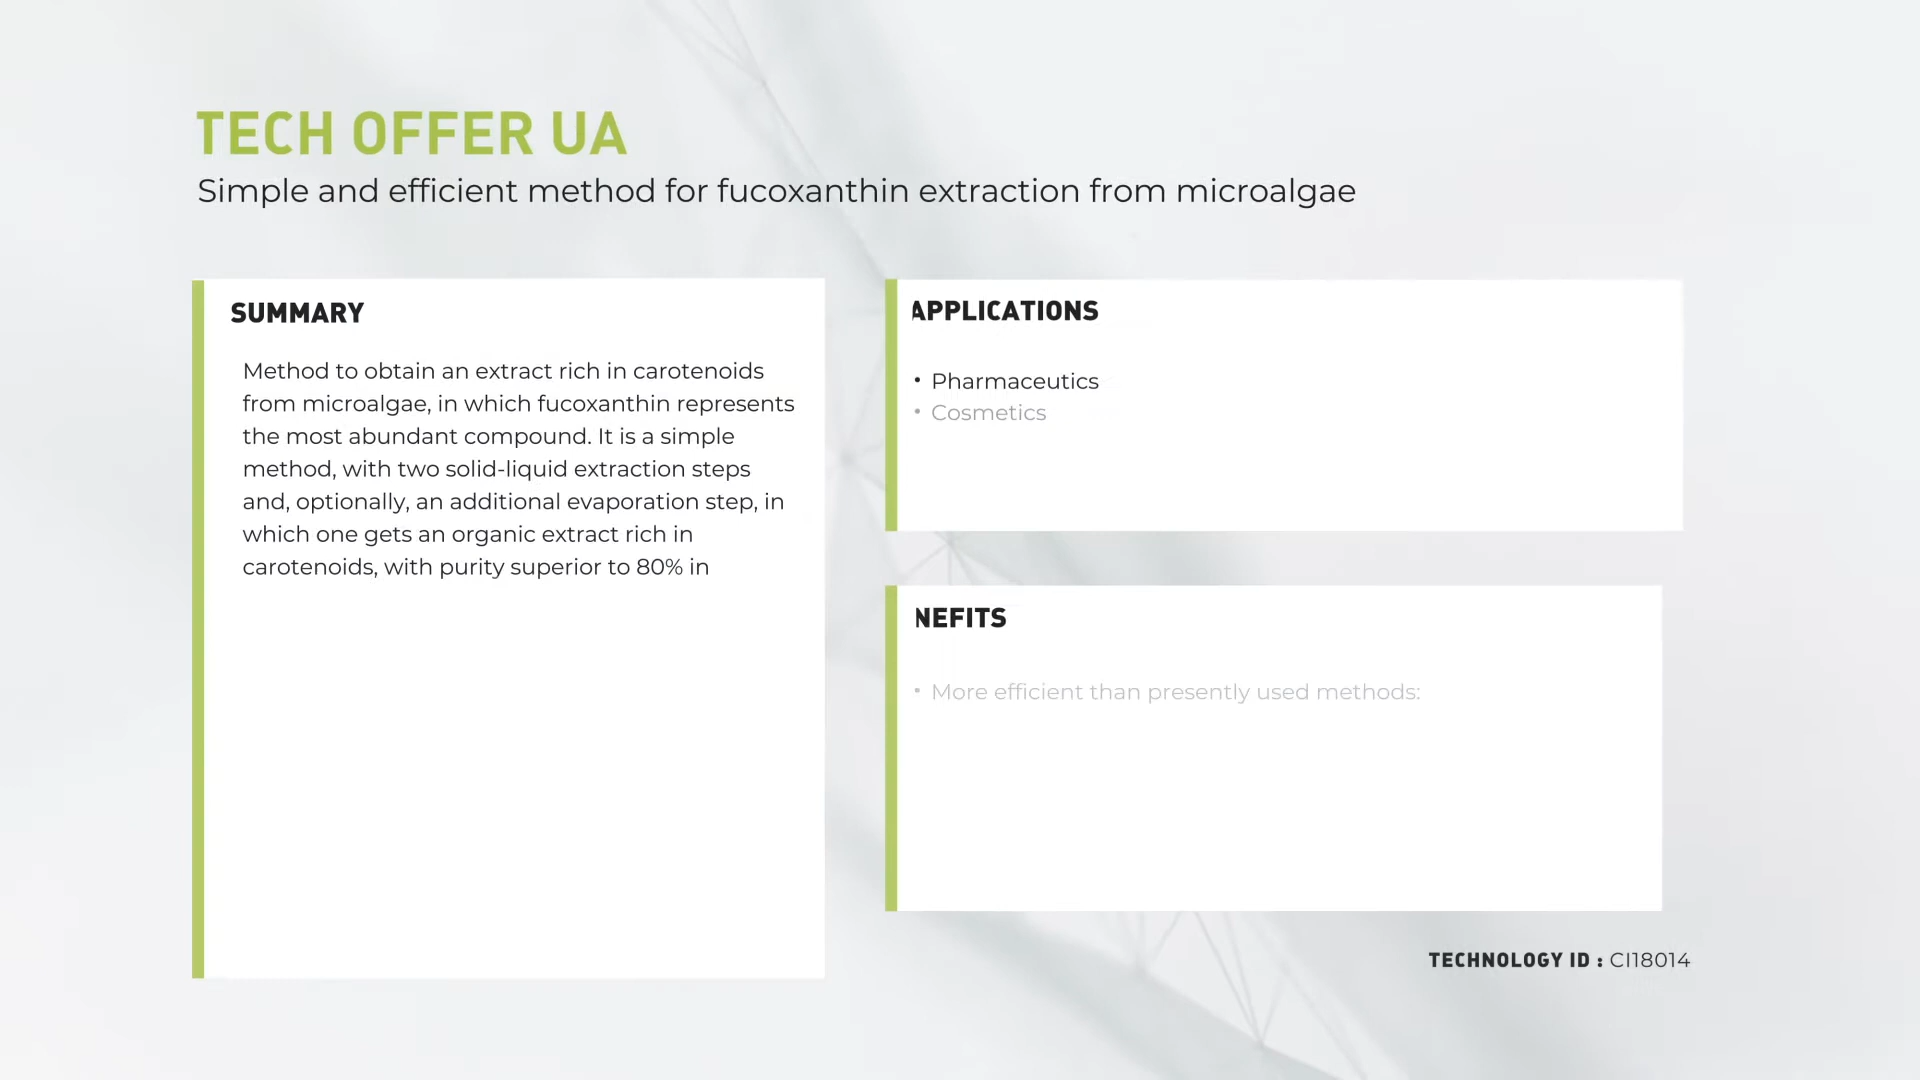 TECH OFFER UA
Simple and efficient method for fucoxanthin extraction from microalgae
SUMMARY
Method to obtain an extract rich in carotenoids
from microalgae, in which fucoxanthin represents
the most abundant compound. It is a simple
method, with two solid-liquid extraction steps
and, optionally, an additional evaporation step, in
which one gets an organic extract rich in
carotenoids, with purity superior to 80% in
APPLICATIONS
• Pharmaceutics
• Cosmetics
NEFITS
• More efficient than presently used methods:
TECHNOLOGY ID : CI18014